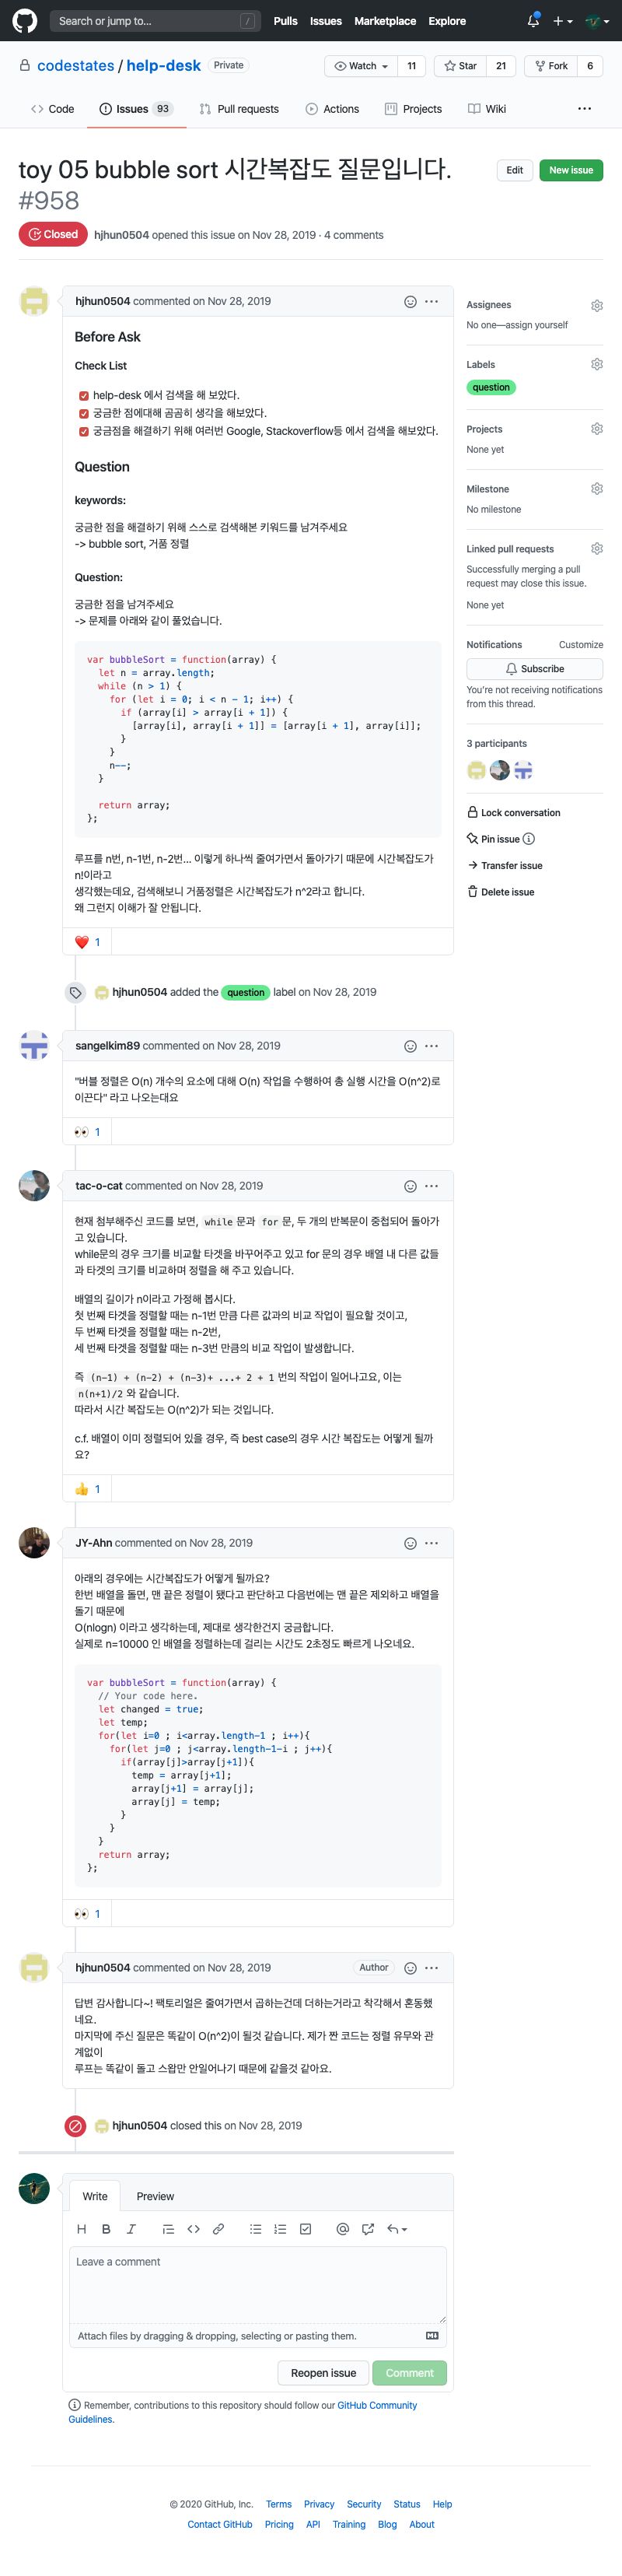 Search or jump to... / Pulls Issues Marketplace Explore
codestates / help-desk Private Watch 11 Star 21 Fork 6
Code Issues 93 Pull requests Actions Projects Wiki ...
toy 05 bubble sort 시간복잡도 질문입니다. Edit New issue
#958
Closed hjhun0504 opened this issue on Nov 28, 2019 · 4 comments
hjhun0504 commented on Nov 28, 2019 ...
Before Ask
Check List
help-desk 에서 검색을 해 보았다.
궁금한 점에대해 곰곰히 생각을 해보았다.
궁금점을 해결하기 위해 여러번 Google, Stackoverflow등 에서 검색을 해보았다.
Question
keywords:
궁금한 점을 해결하기 위해 스스로 검색해본 키워드를 남겨주세요
-> bubble sort, 거품 정렬
Question:
궁금한 점을 남겨주세요
-> 문제를 아래와 같이 풀었습니다.
var bubbleSort = function(array) {
let n = array.length;
while (n > 1) {
for (let i = 0; i < n - 1; i++) {
if (array[i] > array[i + 1]) {
[array[i], array[i + 1]] = [array[i + 1], array[i]];
}
}
n--;
}
return array;
};
루프를 n번, n-1번, n-2번... 이렇게 하나씩 줄여가면서 돌아가기 때문에 시간복잡도가
n!이라고
생각했는데요, 검색해보니 거품정렬은 시간복잡도가 n^2라고 합니다.
왜 그런지 이해가 잘 안됩니다.
❤️ 1
Assignees
No one—assign yourself
Labels
question
Projects
None yet
Milestone
No milestone
Linked pull requests
Successfully merging a pull
request may close this issue.
None yet
Notifications Customize
Subscribe
You're not receiving notifications
from this thread.
3 participants
Lock conversation
Pin issue
Transfer issue
Delete issue
hjhun0504 added the question label on Nov 28, 2019
sangelkim89 commented on Nov 28, 2019 ...
"버블 정렬은 O(n) 개수의 요소에 대해 O(n) 작업을 수행하여 총 실행 시간을 O(n^2)로
이끈다" 라고 나오는대요
👀 1
tac-o-cat commented on Nov 28, 2019 ...
현재 첨부해주신 코드를 보면, while 문과 for 문, 두 개의 반복문이 중첩되어 돌아가
고 있습니다.
while문의 경우 크기를 비교할 타겟을 바꾸어주고 있고 for 문의 경우 배열 내 다른 값들
과 타겟의 크기를 비교하며 정렬을 해 주고 있습니다.
배열의 길이가 n이라고 가정해 봅시다.
첫 번째 타겟을 정렬할 때는 n-1번 만큼 다른 값과의 비교 작업이 필요할 것이고,
두 번째 타겟을 정렬할 때는 n-2번,
세 번째 타겟을 정렬할 때는 n-3번 만큼의 비교 작업이 발생합니다.
즉 (n-1) + (n-2) + (n-3)+ ...+ 2 + 1 번의 작업이 일어나고요, 이는
n(n+1)/2 와 같습니다.
따라서 시간 복잡도는 O(n^2)가 되는 것입니다.
c.f. 배열이 이미 정렬되어 있을 경우, 즉 best case의 경우 시간 복잡도는 어떻게 될까
요?
👍 1
JY-Ahn commented on Nov 28, 2019 ...
아래의 경우에는 시간복잡도가 어떻게 될까요?
한번 배열을 돌면, 맨 끝은 정렬이 됐다고 판단하고 다음번에는 맨 끝은 제외하고 배열을
돌기 때문에
O(nlogn) 이라고 생각하는데, 제대로 생각한건지 궁금합니다.
실제로 n=10000 인 배열을 정렬하는데 걸리는 시간도 2초정도 빠르게 나오네요.
var bubbleSort = function(array) {
// Your code here.
let changed = true;
let temp;
for(let i=0 ; i<array.length-1 ; i++){
for(let j=0 ; j<array.length-1-i ; j++){
if(array[j]>array[j+1]){
temp = array[j+1];
array[j+1] = array[j];
array[j] = temp;
}
}
}
return array;
};
👀 1
hjhun0504 commented on Nov 28, 2019 Author ...
답변 감사합니다~! 팩토리얼은 줄여가면서 곱하는건데 더하는거라고 착각해서 혼동했
네요.
마지막에 주신 질문은 똑같이 O(n^2)이 될것 같습니다. 제가 짠 코드는 정렬 유무와 관
계없이
루프는 똑같이 돌고 스왑만 안일어나기 때문에 같을것 같아요.
hjhun0504 closed this on Nov 28, 2019
Write Preview
H B I @
Leave a comment
Attach files by dragging & dropping, selecting or pasting them.
Reopen issue Comment
Remember, contributions to this repository should follow our GitHub Community
Guidelines.
© 2020 GitHub, Inc. Terms Privacy Security Status Help
Contact GitHub Pricing API Training Blog About